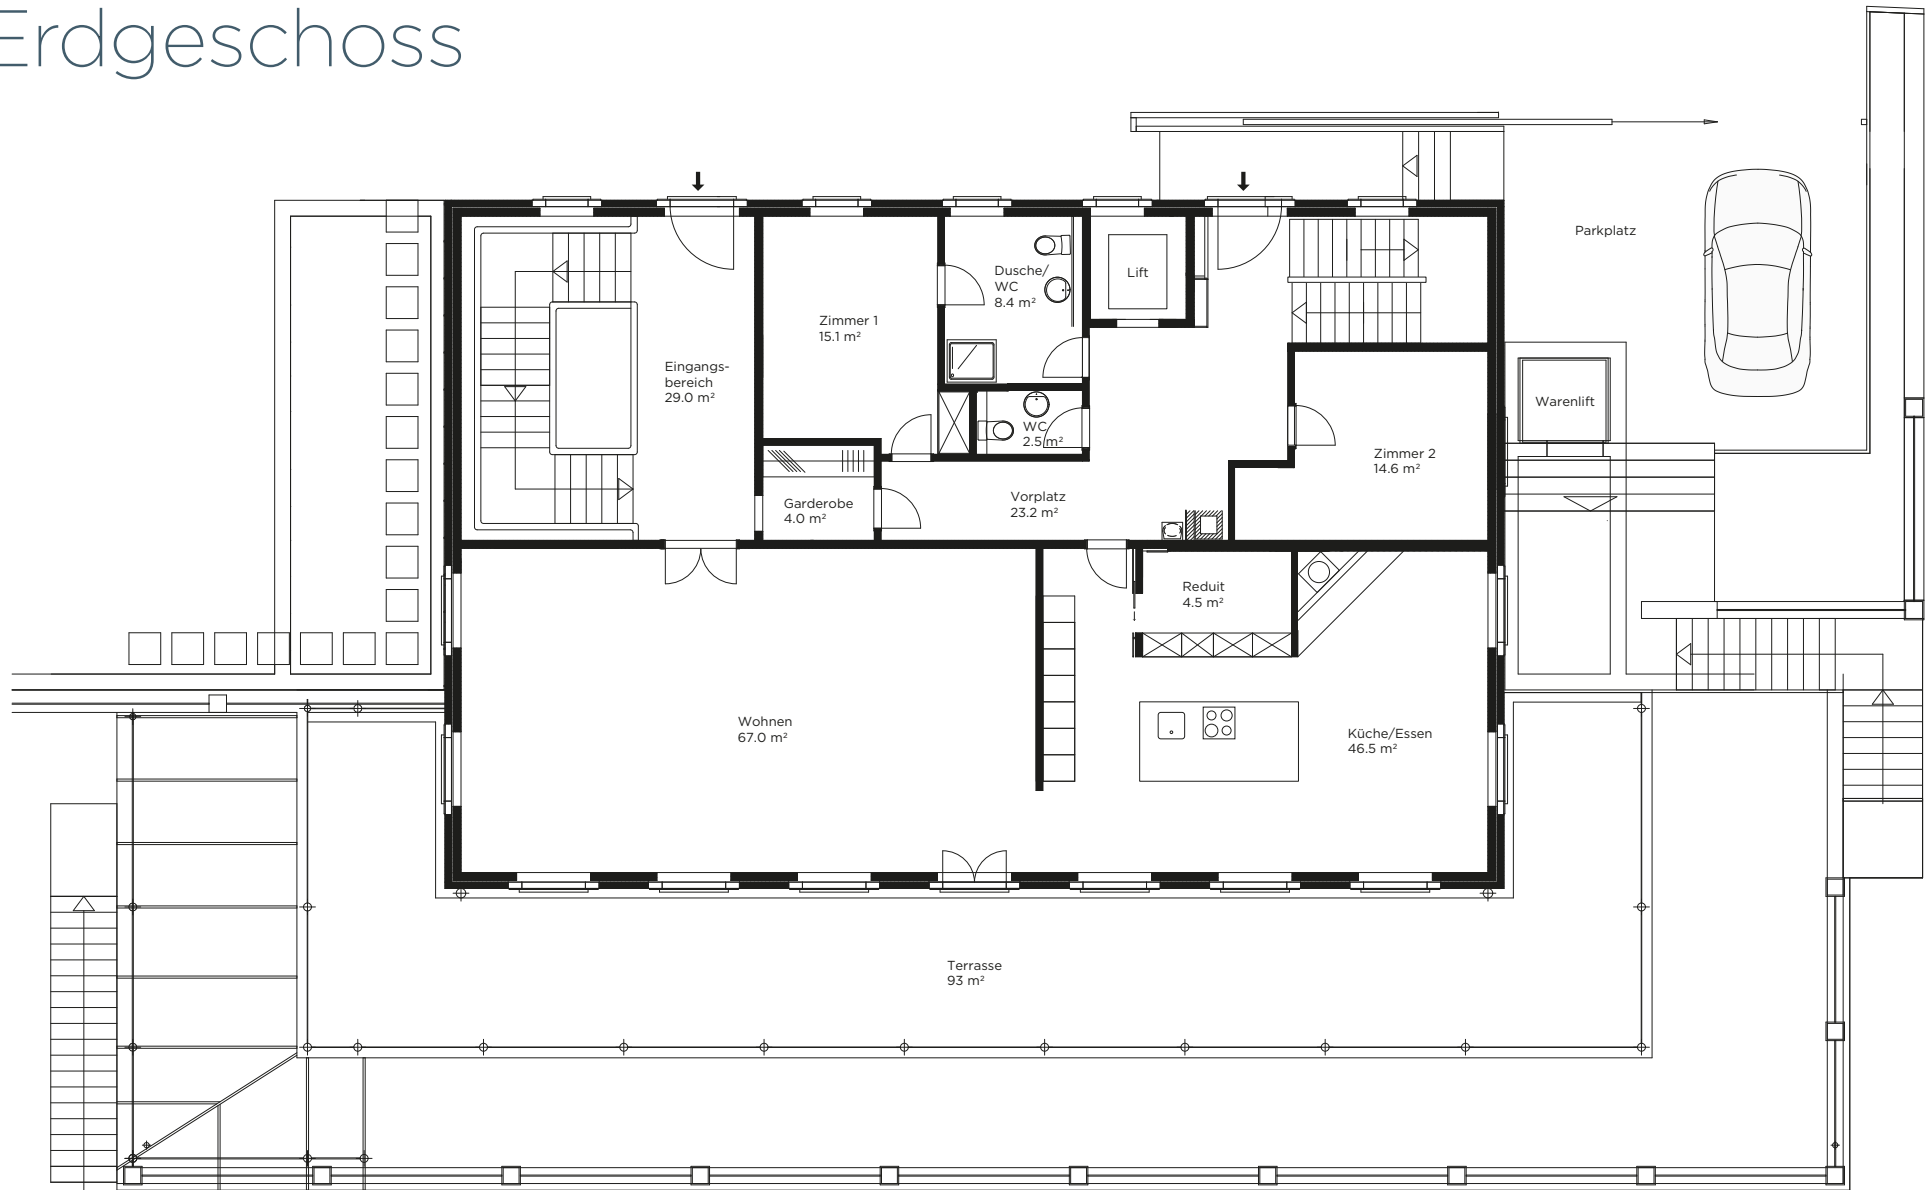 Erdgeschoss
Parkplatz
Dusche/
WC
8.4 m²
Lift
Zimmer 1
15.1 m²
Eingangs-
bereich
29.0 m²
Warenlift
WC
2.5 m²
Zimmer 2
14.6 m²
Garderobe
4.0 m²
Vorplatz
23.2 m²
Reduit
4.5 m²
Wohnen
67.0 m²
Küche/Essen
46.5 m²
Terrasse
93 m²